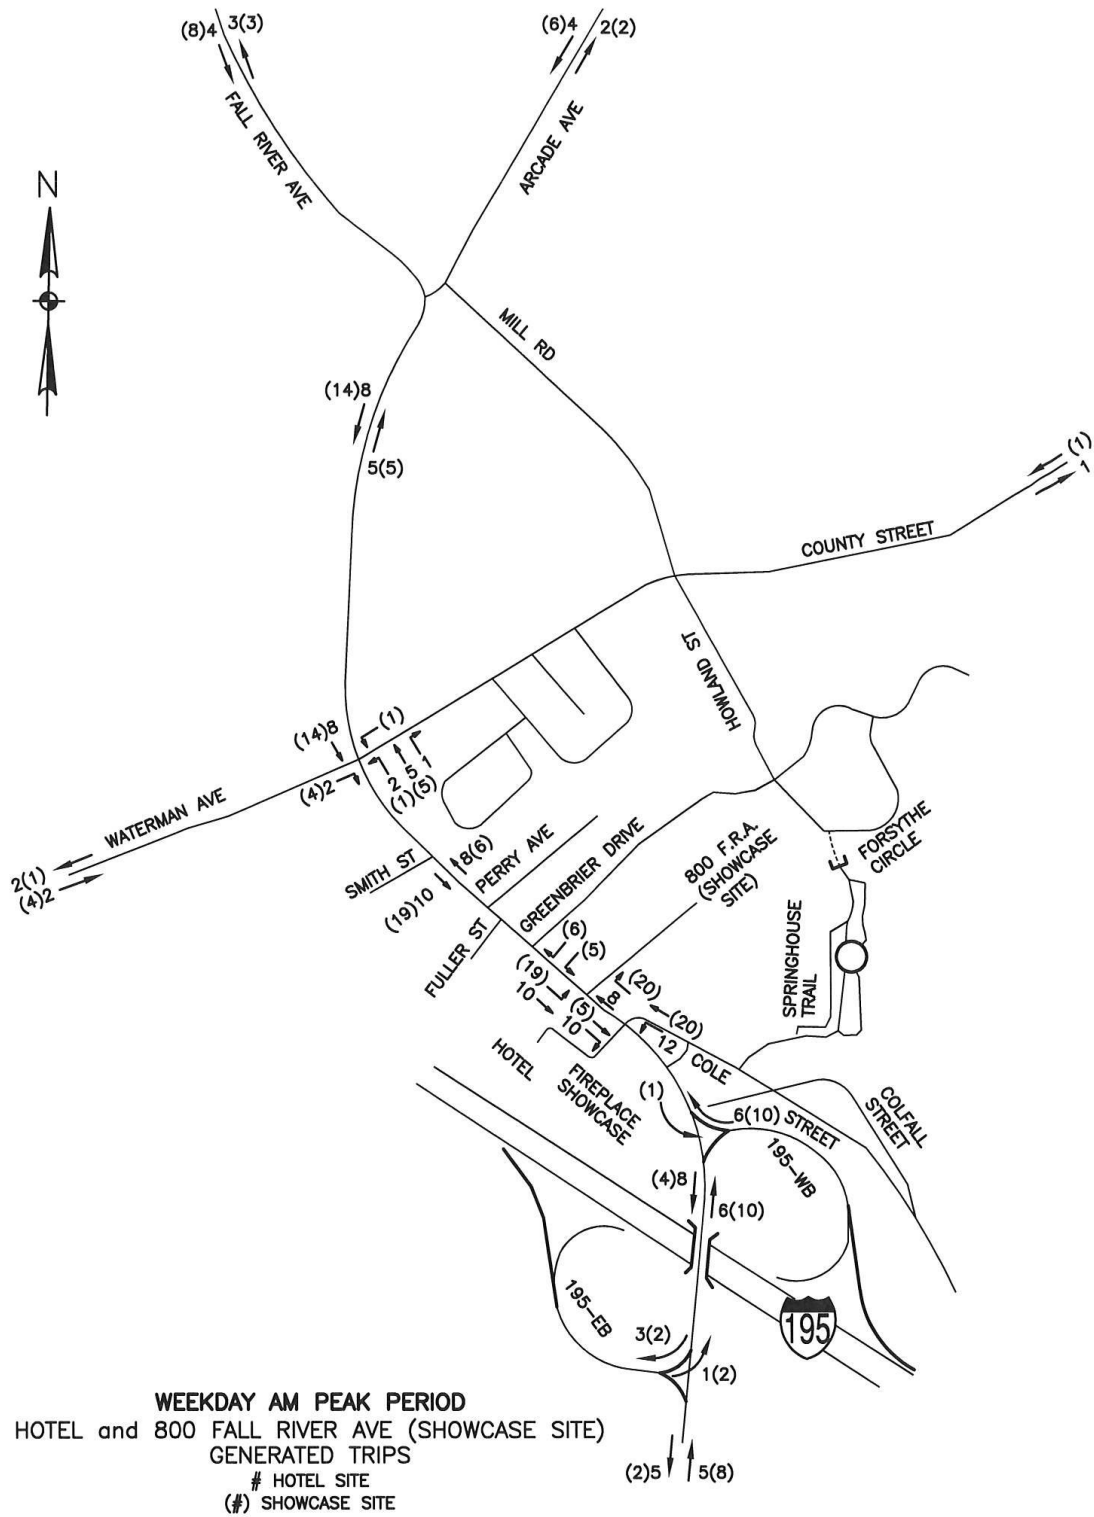 (8)4
3(3)
(6)4
2(2)
FALL RIVER AVE
ARCADE AVE
N
MILL RD
(14)8
5(5)
(1)
1
COUNTY STREET
HOWLAND ST
(14)8
(1)
(4)2
2
5
1
(1)(5)
WATERMAN AVE
2(1)
(4)2
SMITH ST
8(6)
PERRY AVE
(19)10
GREENBRIER DRIVE
800 F.R.A.
(SHOWCASE
SITE)
FORSYTHE
CIRCLE
FULLER ST
(6)
(5)
(19)
10
(5)
10
8
(20)
(20)
12
SPRINGHOUSE
TRAIL
HOTEL
FIREPLACE
SHOWCASE
COLE
STREET
COLFALL
STREET
(1)
6(10)
195-WB
(4)8
6(10)
195-EB
195
3(2)
1(2)
(2)5
5(8)
WEEKDAY AM PEAK PERIOD
HOTEL and 800 FALL RIVER AVE (SHOWCASE SITE)
GENERATED TRIPS
# HOTEL SITE
(#) SHOWCASE SITE